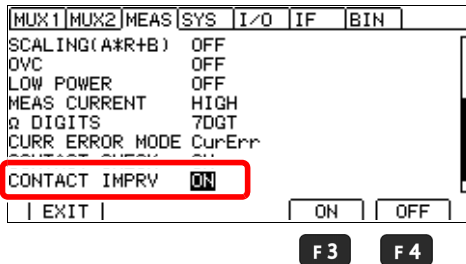 MUX1 MUX2 MEAS SYS I/O IF BIN
SCALING(A*R+B) OFF
OVC OFF
LOW POWER OFF
MEAS CURRENT HIGH
Ω DIGITS 7DGT
CURR ERROR MODE CurErr
CONTACT IMPRV ON
EXIT ON OFF
F3 F4